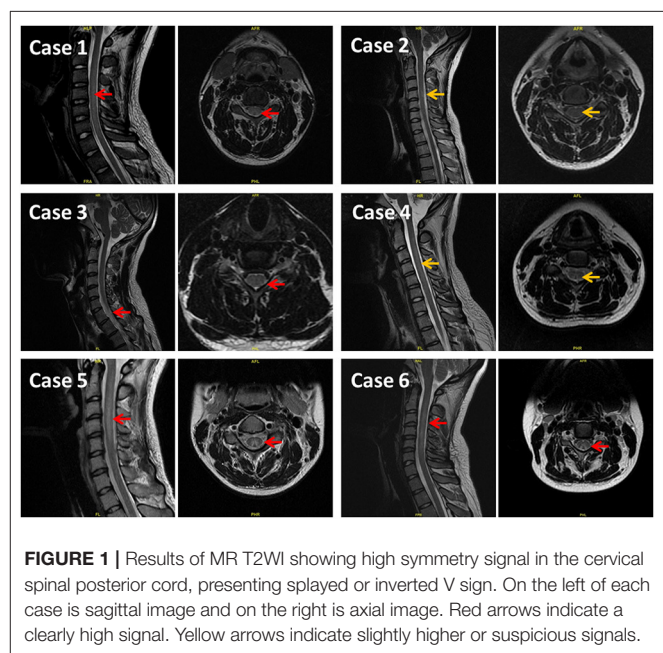 Case 1
Case 2
Case 3
Case 4
Case 5
Case 6
FIGURE 1 | Results of MR T2WI showing high symmetry signal in the cervical
spinal posterior cord, presenting splayed or inverted V sign. On the left of each
case is sagittal image and on the right is axial image. Red arrows indicate a
clearly high signal. Yellow arrows indicate slightly higher or suspicious signals.